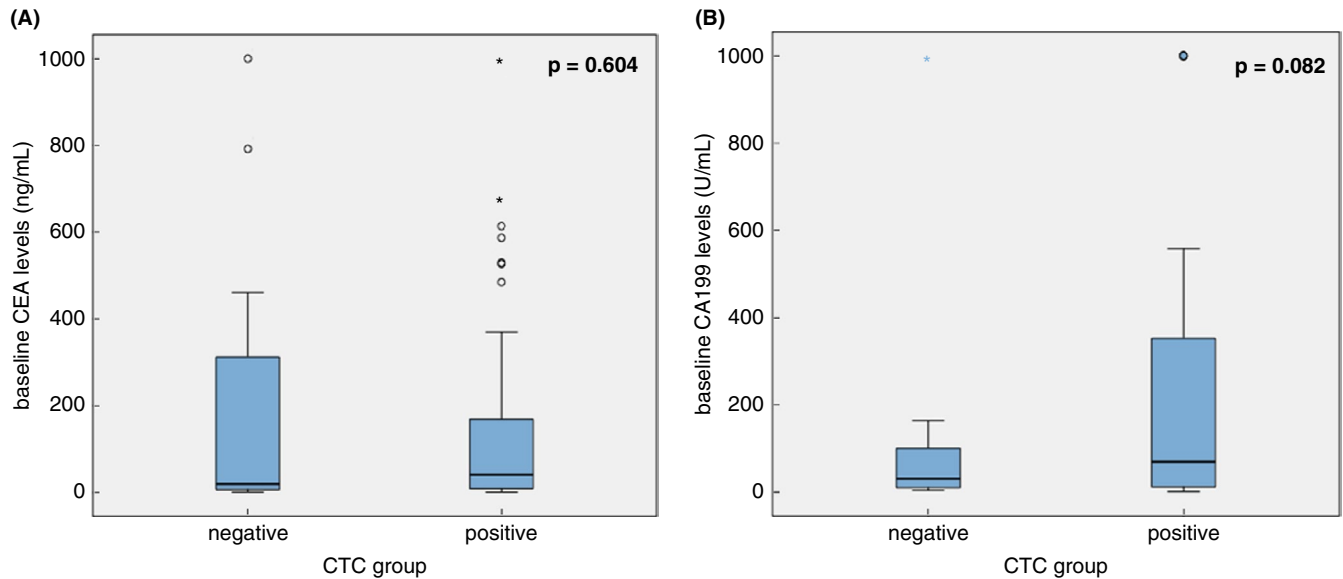 (A)
p = 0.604
baseline CEA levels (ng/mL)
1000
800
600
400
200
0
negative positive
CTC group
(B)
p = 0.082
baseline CA199 levels (U/mL)
1000
800
600
400
200
0
negative positive
CTC group